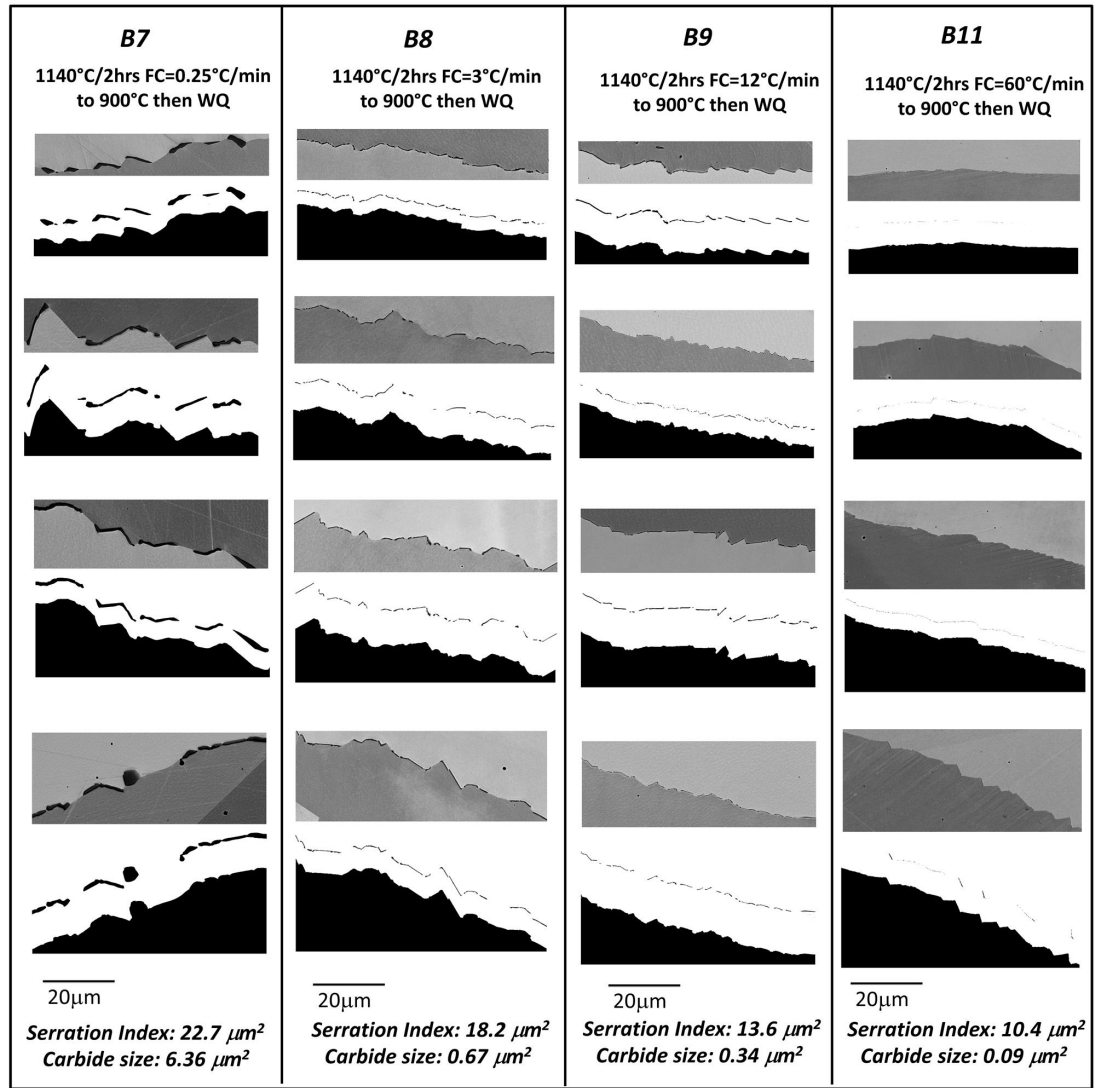 B7
1140°C/2hrs FC=0.25°C/min
to 900°C then WQ
20μm
Serration Index: 22.7 μm²
Carbide size: 6.36 μm²
B8
1140°C/2hrs FC=3°C/min
to 900°C then WQ
20μm
Serration Index: 18.2 μm²
Carbide size: 0.67 μm²
B9
1140°C/2hrs FC=12°C/min
to 900°C then WQ
20μm
Serration Index: 13.6 μm²
Carbide size: 0.34 μm²
B11
1140°C/2hrs FC=60°C/min
to 900°C then WQ
20μm
Serration Index: 10.4 μm²
Carbide size: 0.09 μm²